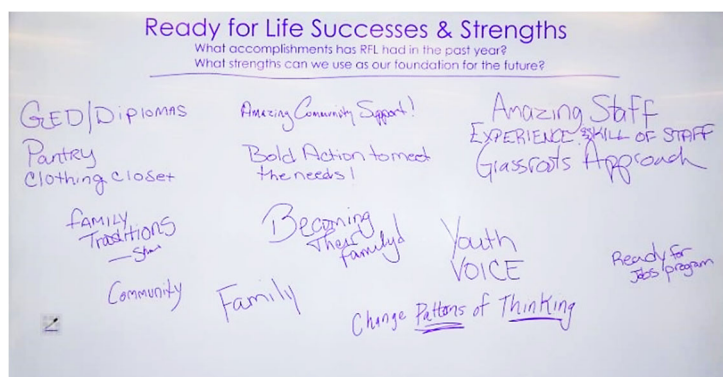 Ready for Life Successes & Strengths
What accomplishments has RFL had in the past year?
What strengths can we use as our foundation for the future?
GED/DiPLOMAS
Amazing Community Support!
Amazing Staff
EXPERIENCE & SKILL OF STAFF
Pantry
Clothing Closet
Bold Action to meet
the needs!
Grassroots Approach
FAMILY
Traditions
Becoming
Their
family
Youth
VOICE
Ready for
Jobs program
Community
Family
Change Pattons of Thinking